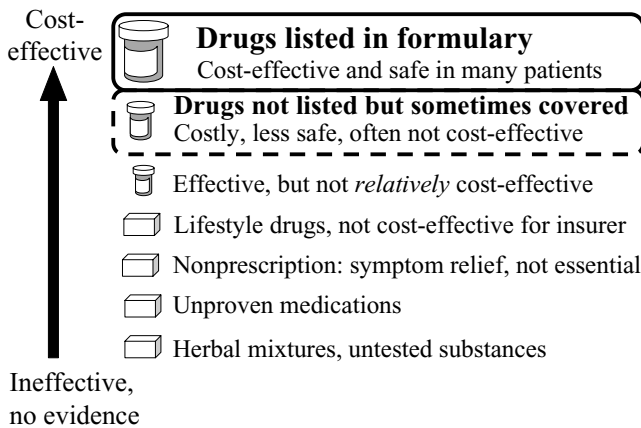 Cost-
effective
Drugs listed in formulary
Cost-effective and safe in many patients
Drugs not listed but sometimes covered
Costly, less safe, often not cost-effective
Effective, but not relatively cost-effective
Lifestyle drugs, not cost-effective for insurer
Nonprescription: symptom relief, not essential
Unproven medications
Herbal mixtures, untested substances
Ineffective,
no evidence